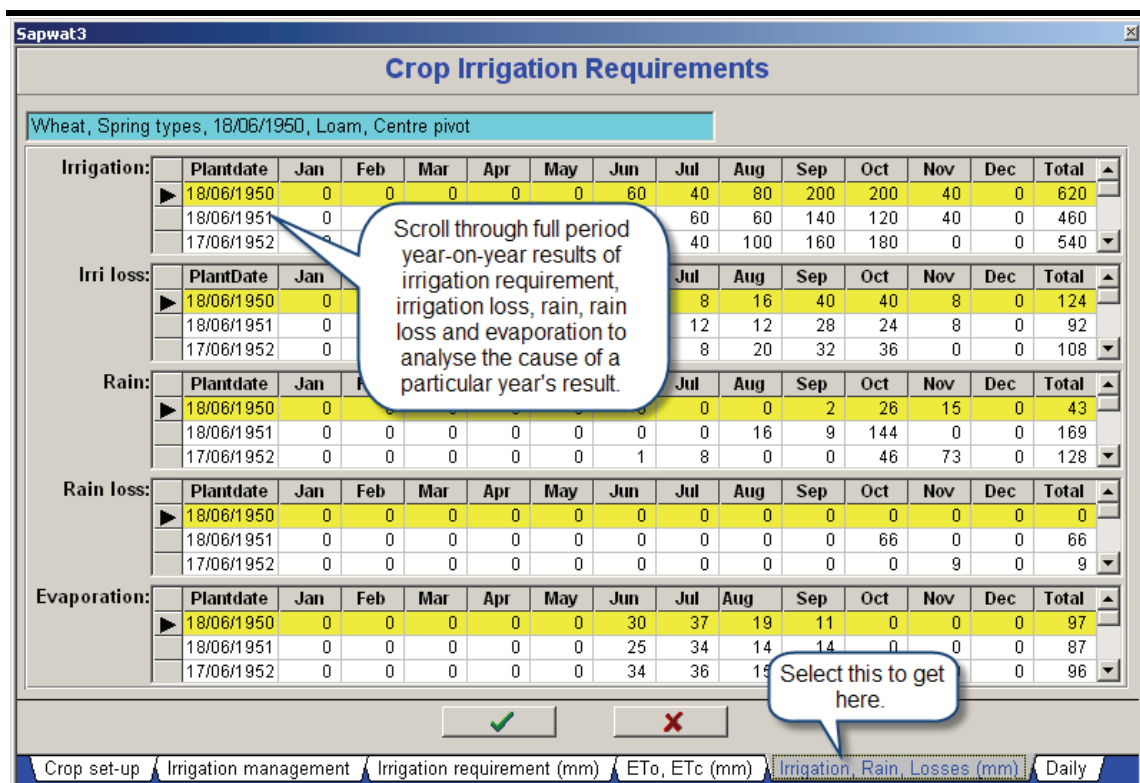 Sapwat3
Crop Irrigation Requirements
Wheat, Spring types, 18/06/1950, Loam, Centre pivot
Irrigation: Plantdate Jan Feb Mar Apr May Jun Jul Aug Sep Oct Nov Dec Total
18/06/1950 0 0 0 0 0 60 40 80 200 200 40 0 620
18/06/1951 60 60 140 120 40 0 460
17/06/1952 40 100 160 180 0 0 540
Scroll through full period
year-on-year results of
irrigation requirement,
irrigation loss, rain, rain
loss and evaporation to
analyse the cause of a
particular year's result.
Irri loss: PlantDate Jan Jul Aug Sep Oct Nov Dec Total
18/06/1950 0 8 16 40 40 8 0 124
18/06/1951 0 12 12 28 24 8 0 92
17/06/1952 0 8 20 32 36 0 0 108
Rain: Plantdate Jan Jul Aug Sep Oct Nov Dec Total
18/06/1950 0 0 0 2 26 15 0 43
18/06/1951 0 0 0 0 0 0 0 16 9 144 0 0 169
17/06/1952 0 0 0 0 0 1 8 0 0 46 73 0 128
Rain loss: Plantdate Jan Feb Mar Apr May Jun Jul Aug Sep Oct Nov Dec Total
18/06/1950 0 0 0 0 0 0 0 0 0 0 0 0 0
18/06/1951 0 0 0 0 0 0 0 0 0 66 0 0 66
17/06/1952 0 0 0 0 0 0 0 0 0 0 9 0 9
Evaporation: Plantdate Jan Feb Mar Apr May Jun Jul Aug Sep Oct Nov Dec Total
18/06/1950 0 0 0 0 0 30 37 19 11 0 0 0 97
18/06/1951 0 0 0 0 0 25 34 14 14 0 0 0 87
17/06/1952 0 0 0 0 0 34 36 0 96
Select this to get
here.
Crop set-up Irrigation management Irrigation requirement (mm) ETo, ETc (mm) Irrigation, Rain, Losses (mm) Daily